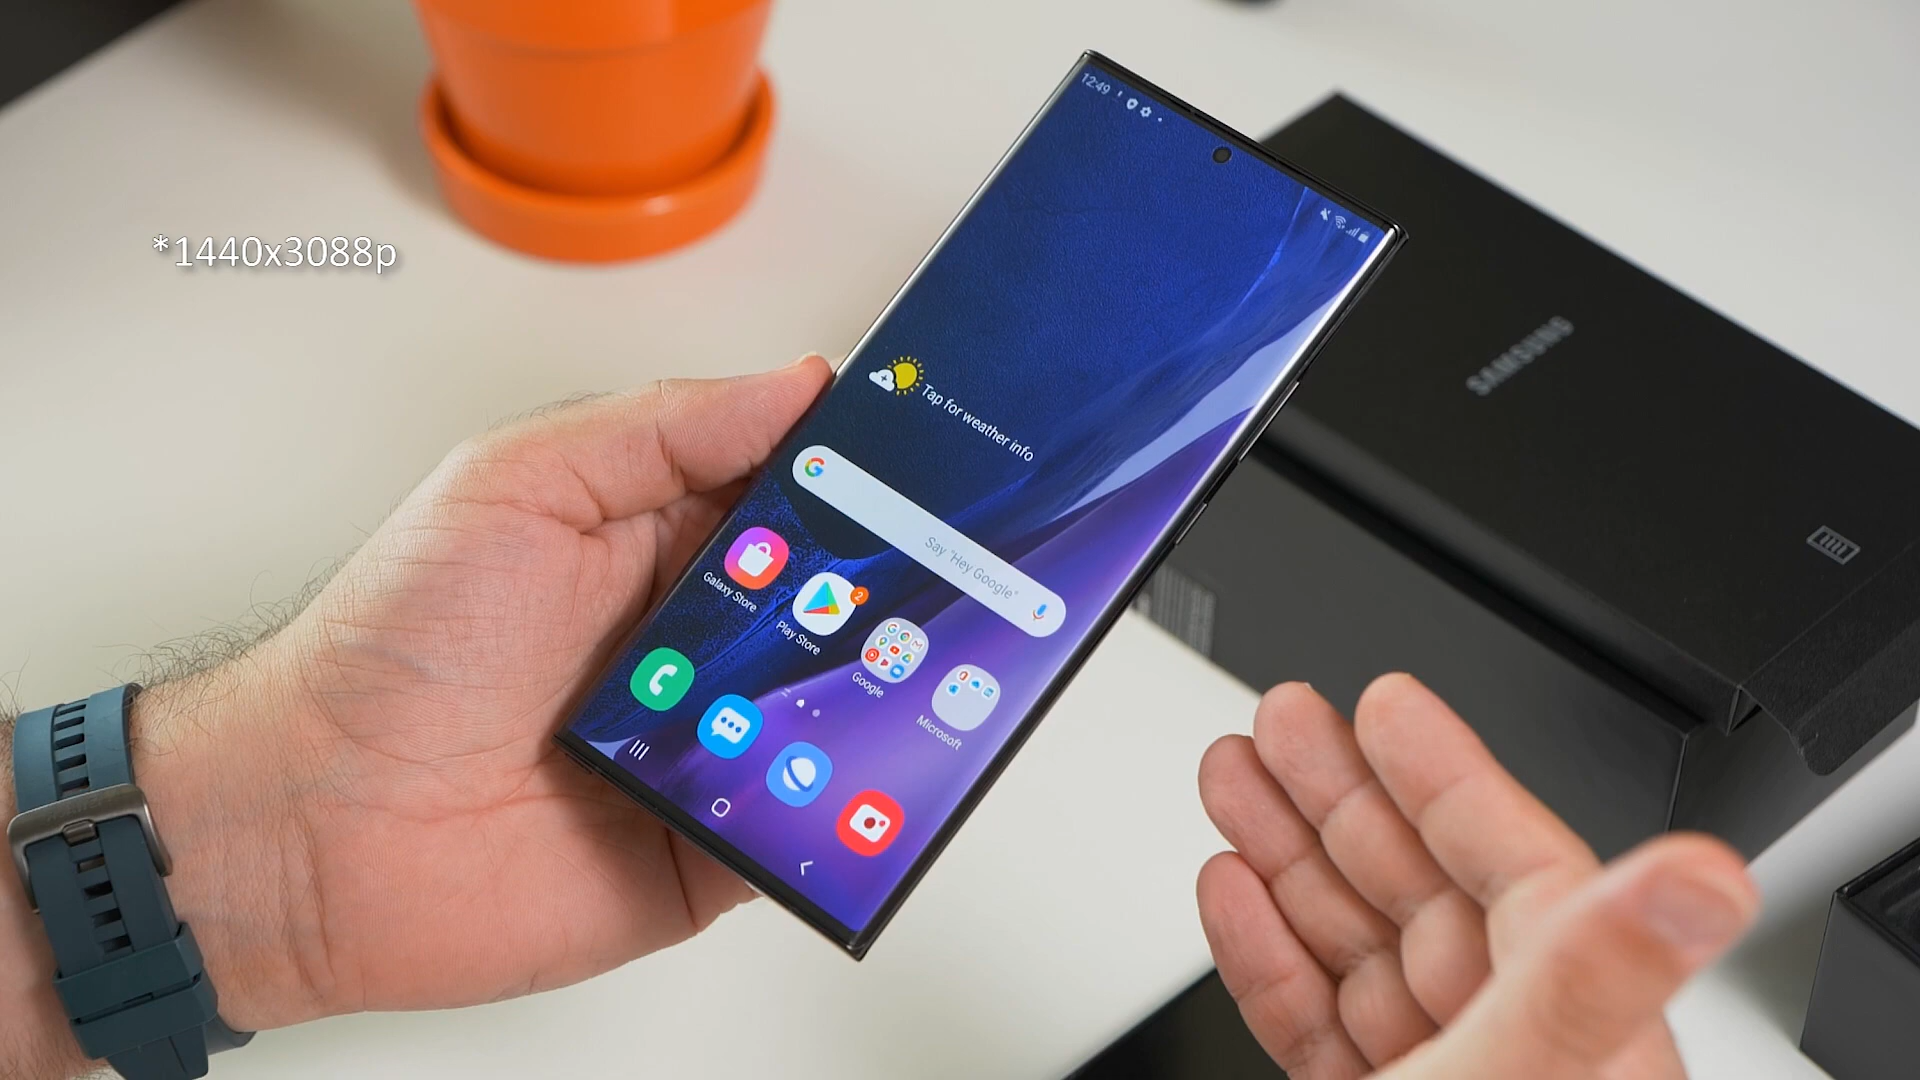 *1440x3088p
12:49
SAMSUNG
Tap for weather info
G
Say "Hey Google"
Galaxy Store
Play Store
2
Google
Microsoft